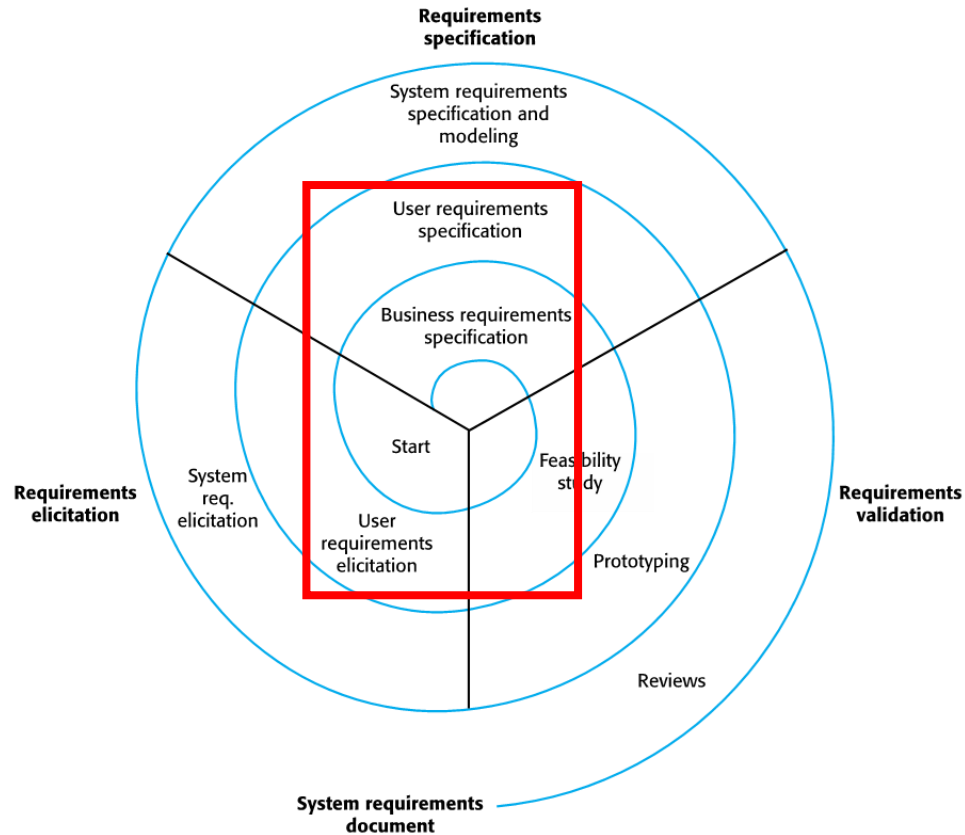 Requirements
specification
System requirements
specification and
modeling
User requirements
specification
Business requirements
specification
Start
Feasibility
study
System
req.
elicitation
Requirements
elicitation
Requirements
validation
User
requirements
elicitation
Prototyping
Reviews
System requirements
document